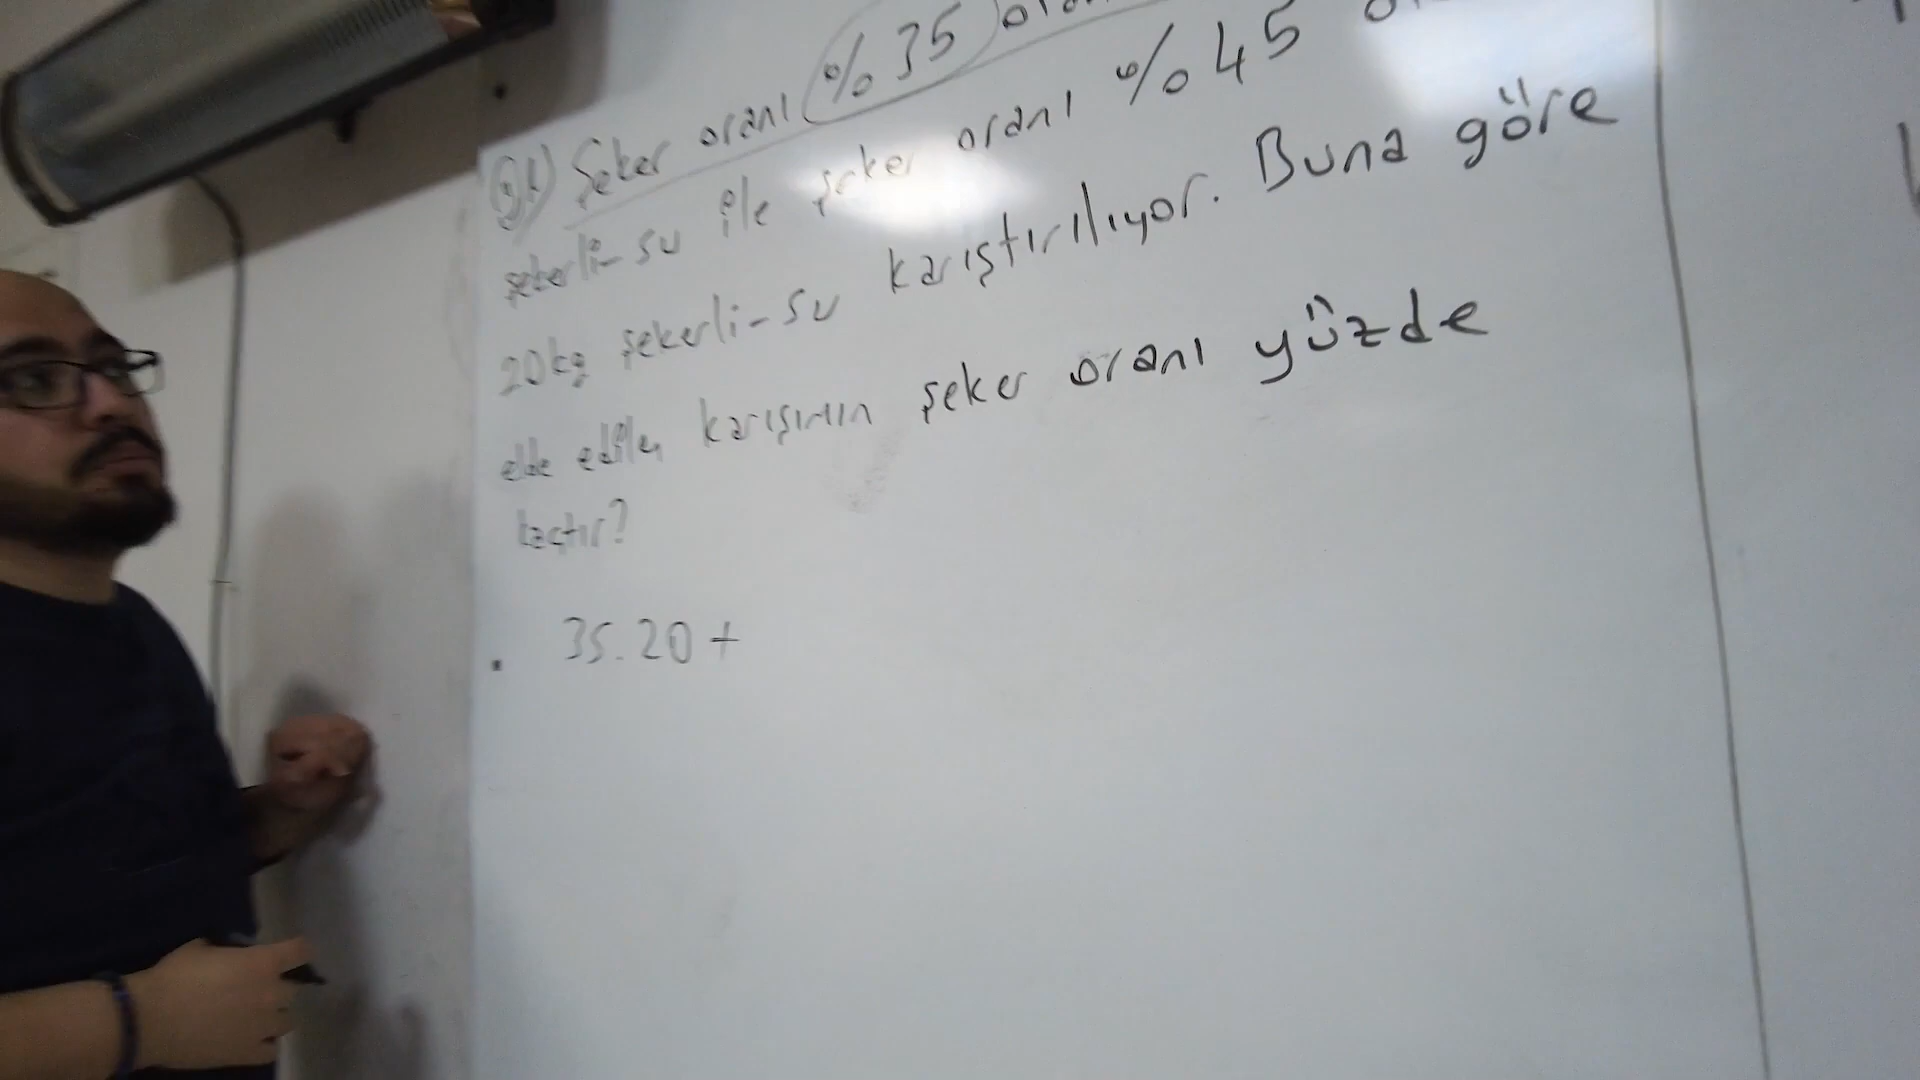 Şeker oranı %35
şekerli-su ile şeker oranı %45
20kg şekerli-su karıştırılıyor. Buna göre
elde edilen karışımın şeker oranı yüzde
kaçtır?
35.20+